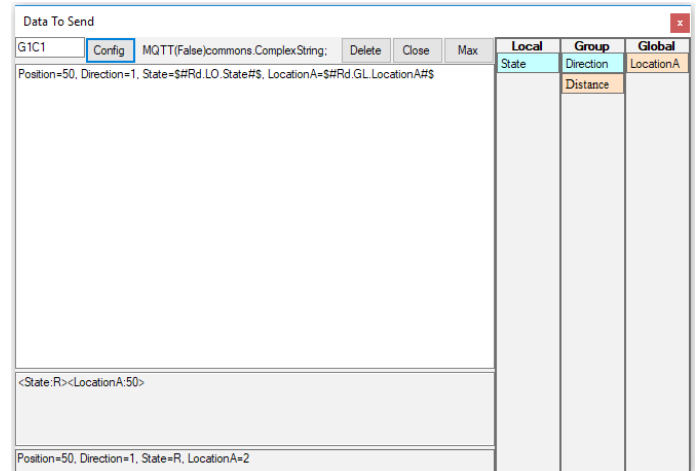 Data To Send
x
G1C1 Config MQTT(False)commons.ComplexString; Delete Close Max Local Group Global
State Direction LocationA
Distance
Position=50, Direction=1, State=$#Rd.LO.State#$, LocationA=$#Rd.GL.LocationA#$
<State:R><LocationA:50>
Position=50, Direction=1, State=R, LocationA=2